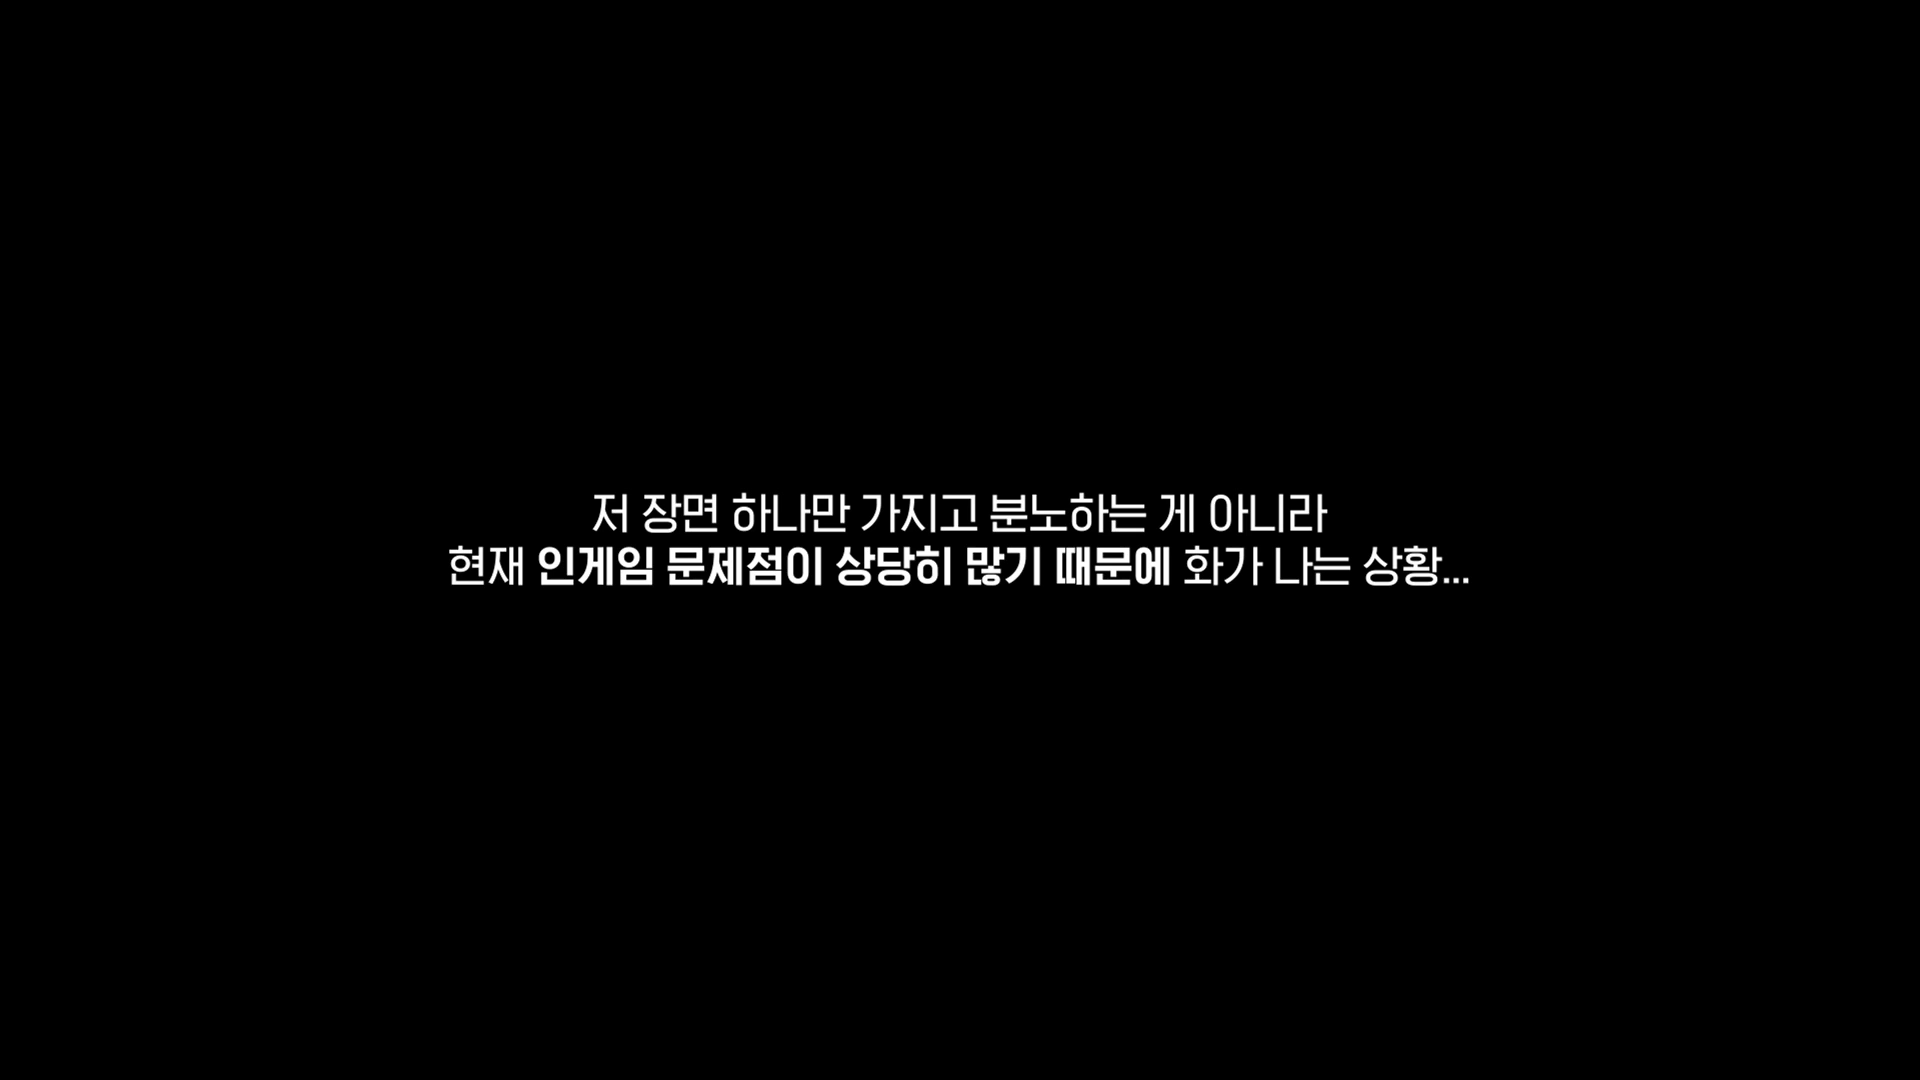 저 장면 하나만 가지고 분노하는 게 아니라
현재 인게임 문제점이 상당히 많기 때문에 화가 나는 상황...